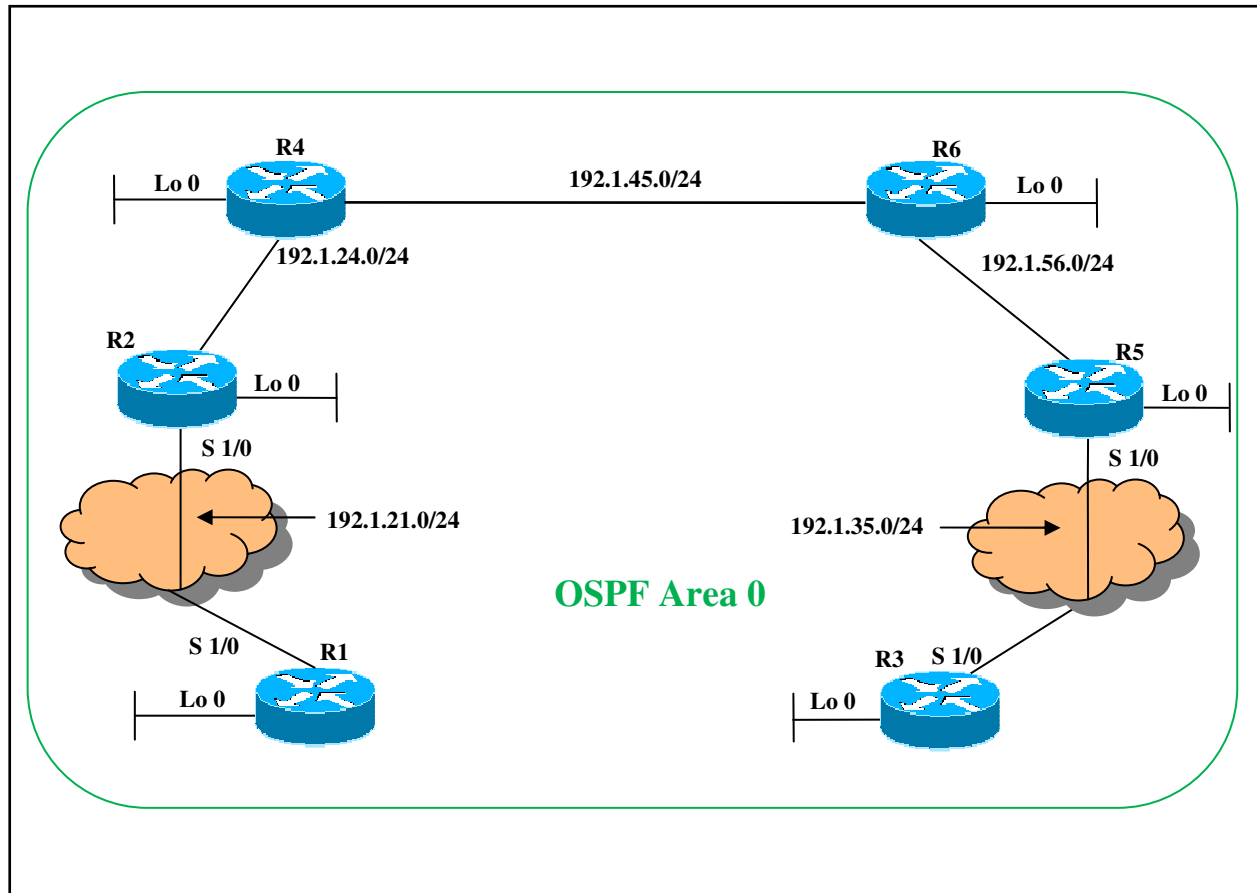 R4
R6
Lo 0
192.1.45.0/24
Lo 0
192.1.24.0/24
192.1.56.0/24
R2
R5
Lo 0
Lo 0
S 1/0
S 1/0
192.1.21.0/24
192.1.35.0/24
OSPF Area 0
S 1/0
R1
R3
S 1/0
Lo 0
Lo 0